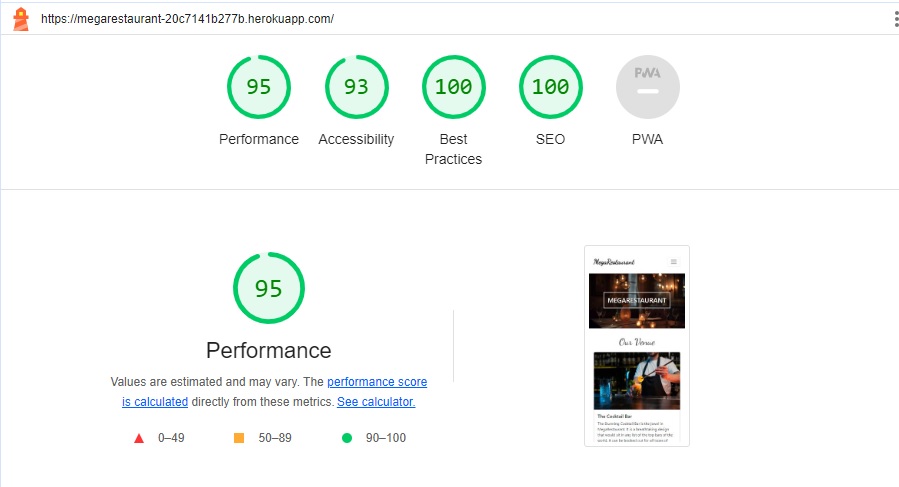 https://megarestaurant-20c7141b277b.herokuapp.com/
95
93
100
100
PWA
Performance
Accessibility
Best
Practices
SEO
PWA
95
Performance
Values are estimated and may vary. The performance score
is calculated directly from these metrics. See calculator.
0–49
50–89
90–100
MegaRestaurant
MEGARESTAURANT
Our Venue
The Cocktail Bar